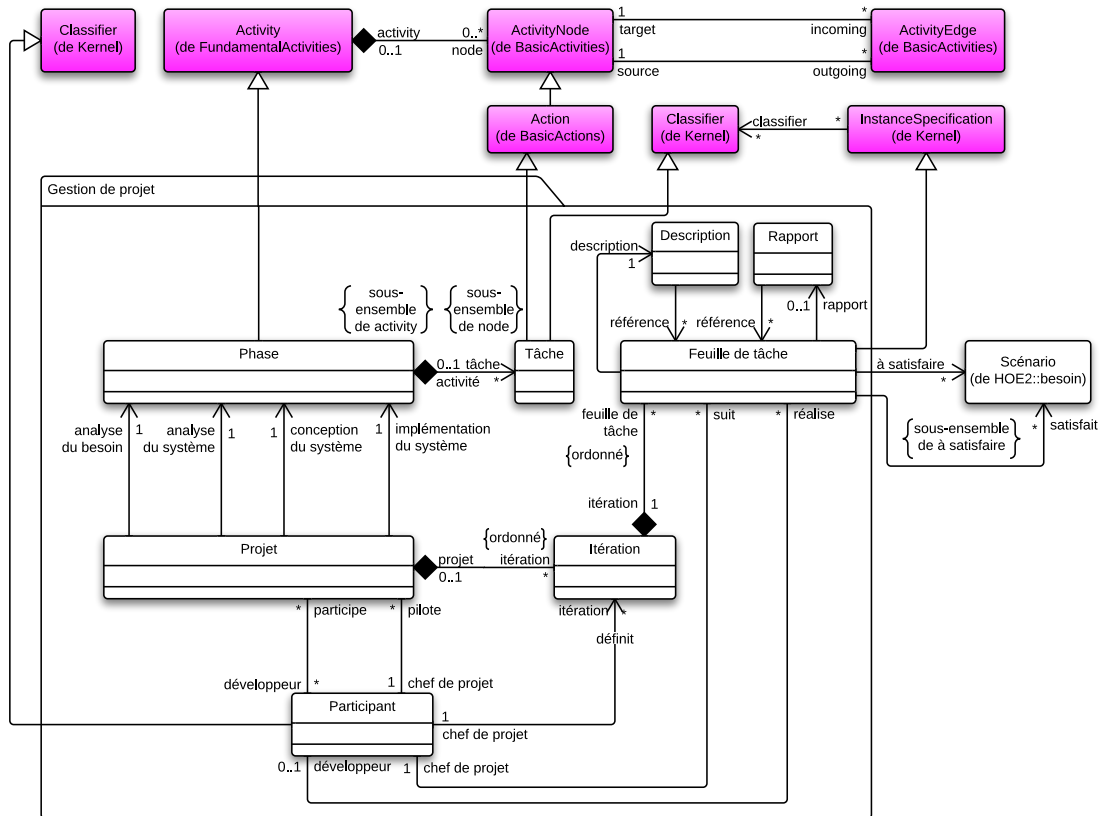 Classifier
(de Kernel)
Activity
(de FundamentalActivities)
activity
0..1
0..*
node
ActivityNode
(de BasicActivities)
1
target
*
incoming
1
source
*
outgoing
ActivityEdge
(de BasicActivities)
Action
(de BasicActions)
Classifier
(de Kernel)
classifier
*
*
InstanceSpecification
(de Kernel)
Gestion de projet
description
1
Description
Rapport
référence
*
référence
*
0..1
rapport
{ sous-
ensemble
de activity }
{ sous-
ensemble
de node }
Phase
0..1
tâche
activité
*
Tâche
Feuille de tâche
à satisfaire
*
Scénario
(de HOE2::besoin)
analyse
du besoin
1
analyse
du système
1
1
conception
du système
1
implémentation
du système
feuille de
tâche
*
{ordonné}
*
suit
*
réalise
{ sous-ensemble
de à satisfaire }
*
satisfait
itération
1
Projet
projet
0..1
{ordonné}
itération
*
Itération
*
participe
*
pilote
itération
*
définit
développeur
*
1
chef de projet
Participant
1
chef de projet
0..1
développeur
1
chef de projet